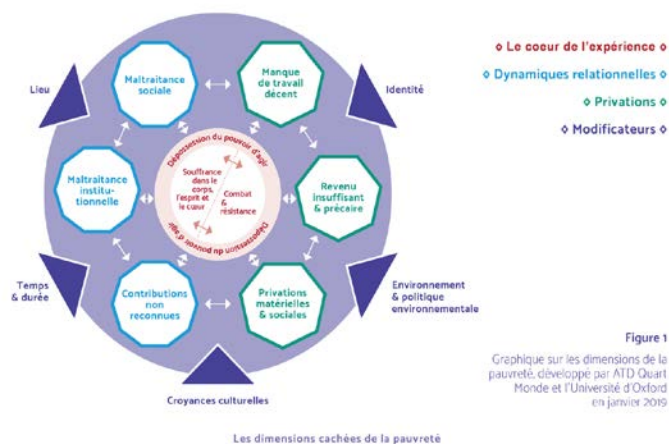 Lieu
Maltraitance
sociale
Manque
de travail
décent
Identité
Maltraitance
institu-
tionnelle
Dépossession du pouvoir d'agir
Souffrance
dans le
corps,
l'esprit et
le cœur
Combat
&
résistance
Dépossession du pouvoir d'agir
Revenu
insuffisant
& précaire
Temps
& durée
Contributions
non
reconnues
Privations
matérielles
& sociales
Environnement
& politique
environnementale
Croyances culturelles
◊ Le coeur de l'expérience ◊
◊ Dynamiques relationnelles ◊
◊ Privations ◊
◊ Modificateurs ◊
Figure 1
Graphique sur les dimensions de la
pauvreté, développé par ATD Quart
Monde et l'Université d'Oxford
en janvier 2019
Les dimensions cachées de la pauvreté